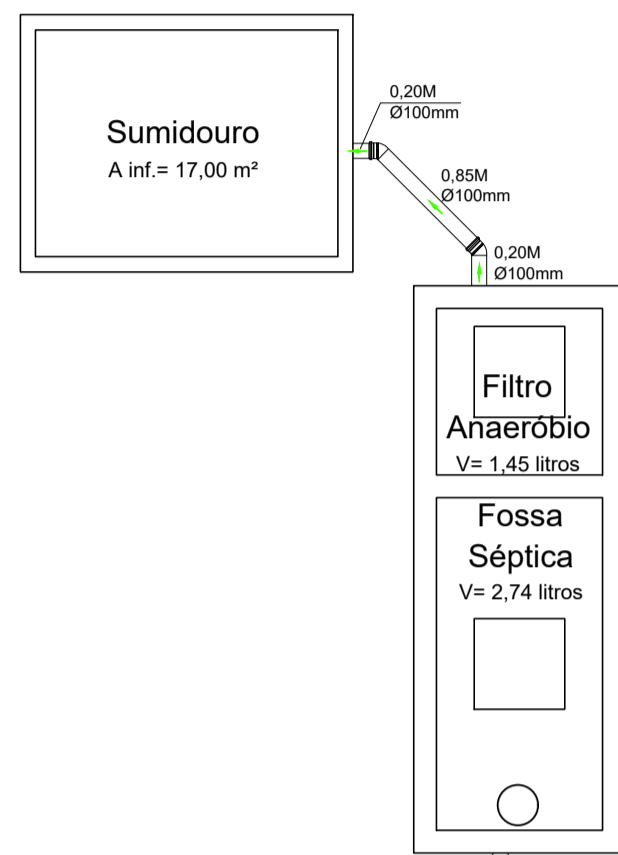 Sumidouro
A inf.= 17,00 m²
0,20M
Ø100mm
0,85M
Ø100mm
0,20M
Ø100mm
Filtro
Anaeróbio
V= 1,45 litros
Fossa
Séptica
V= 2,74 litros